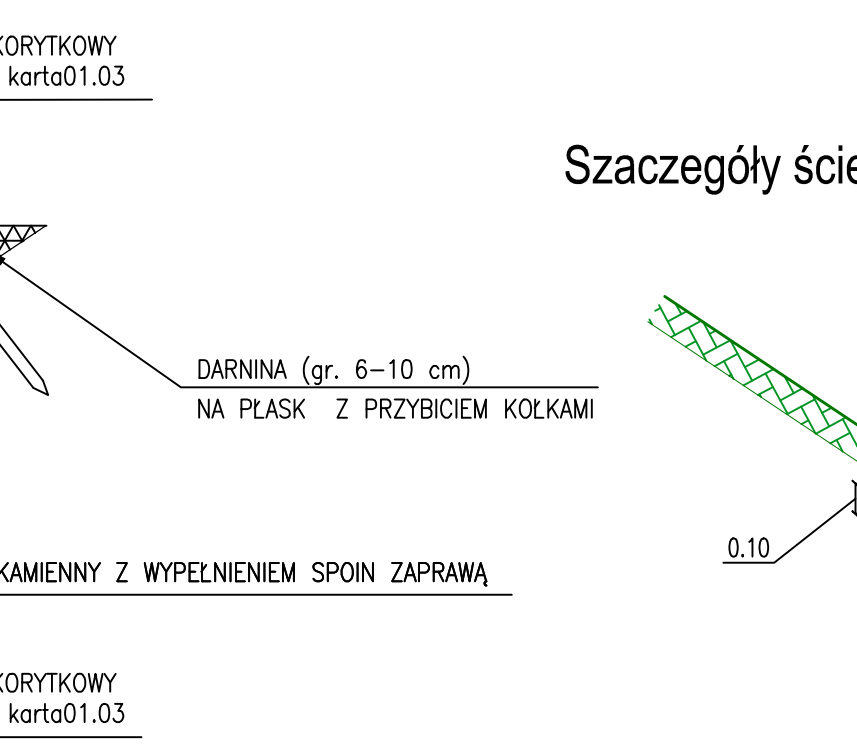 KORYTKOWY
karta01.03
Szaczegóły ście
DARNINA (gr. 6-10 cm)
NA PŁASK Z PRZYBICIEM KOŁKAMI
0.10
KAMIENNY Z WYPEŁNIENIEM SPOIN ZAPRAWĄ
KORYTKOWY
karta01.03